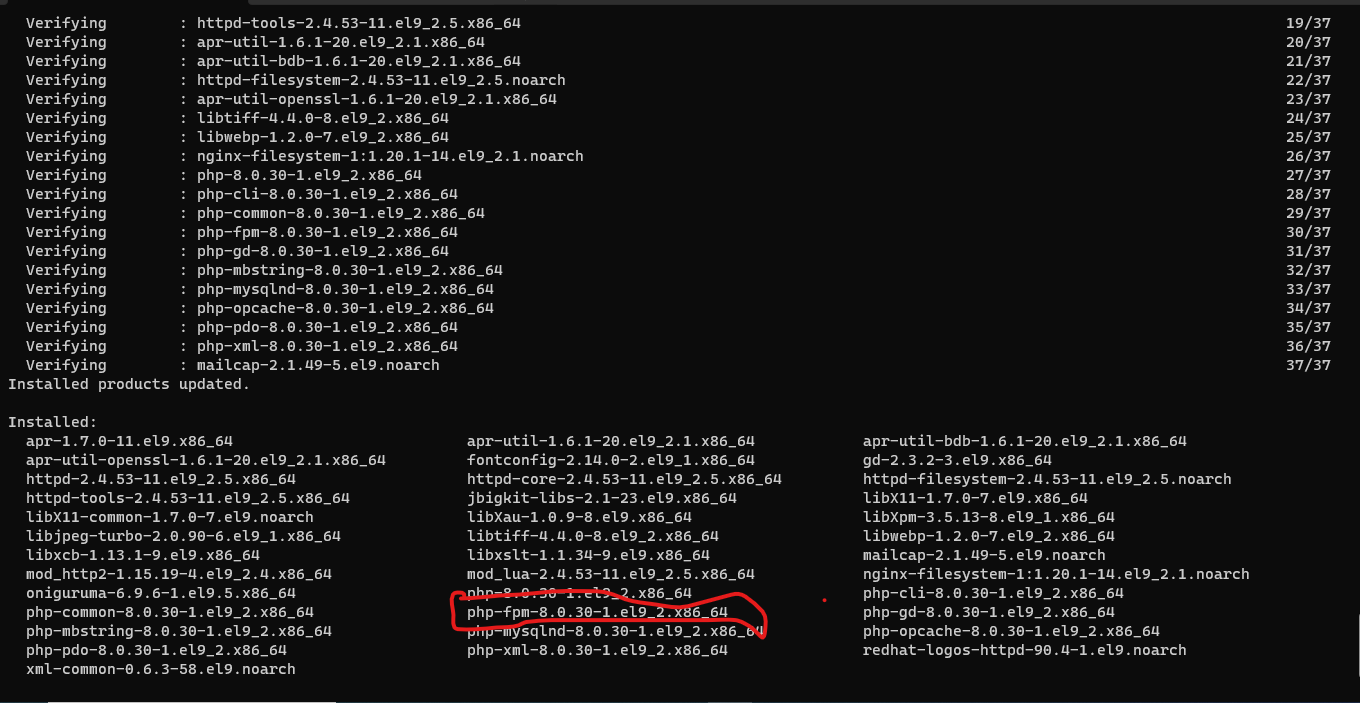 Verifying : httpd-tools-2.4.53-11.el9_2.5.x86_64 19/37
Verifying : apr-util-1.6.1-20.el9_2.1.x86_64 20/37
Verifying : apr-util-bdb-1.6.1-20.el9_2.1.x86_64 21/37
Verifying : httpd-filesystem-2.4.53-11.el9_2.5.noarch 22/37
Verifying : apr-util-openssl-1.6.1-20.el9_2.1.x86_64 23/37
Verifying : libtiff-4.4.0-8.el9_2.x86_64 24/37
Verifying : libwebp-1.2.0-7.el9_2.x86_64 25/37
Verifying : nginx-filesystem-1:1.20.1-14.el9_2.1.noarch 26/37
Verifying : php-8.0.30-1.el9_2.x86_64 27/37
Verifying : php-cli-8.0.30-1.el9_2.x86_64 28/37
Verifying : php-common-8.0.30-1.el9_2.x86_64 29/37
Verifying : php-fpm-8.0.30-1.el9_2.x86_64 30/37
Verifying : php-gd-8.0.30-1.el9_2.x86_64 31/37
Verifying : php-mbstring-8.0.30-1.el9_2.x86_64 32/37
Verifying : php-mysqlnd-8.0.30-1.el9_2.x86_64 33/37
Verifying : php-opcache-8.0.30-1.el9_2.x86_64 34/37
Verifying : php-pdo-8.0.30-1.el9_2.x86_64 35/37
Verifying : php-xml-8.0.30-1.el9_2.x86_64 36/37
Verifying : mailcap-2.1.49-5.el9.noarch 37/37
Installed products updated.
Installed:
apr-1.7.0-11.el9.x86_64 apr-util-1.6.1-20.el9_2.1.x86_64 apr-util-bdb-1.6.1-20.el9_2.1.x86_64
apr-util-openssl-1.6.1-20.el9_2.1.x86_64 fontconfig-2.14.0-2.el9_1.x86_64 gd-2.3.2-3.el9.x86_64
httpd-2.4.53-11.el9_2.5.x86_64 httpd-core-2.4.53-11.el9_2.5.x86_64 httpd-filesystem-2.4.53-11.el9_2.5.noarch
httpd-tools-2.4.53-11.el9_2.5.x86_64 jbigkit-libs-2.1-23.el9.x86_64 libX11-1.7.0-7.el9.x86_64
libX11-common-1.7.0-7.el9.noarch libXau-1.0.9-8.el9.x86_64 libXpm-3.5.13-8.el9_1.x86_64
libjpeg-turbo-2.0.90-6.el9_1.x86_64 libtiff-4.4.0-8.el9_2.x86_64 libwebp-1.2.0-7.el9_2.x86_64
libxcb-1.13.1-9.el9.x86_64 libxslt-1.1.34-9.el9.x86_64 mailcap-2.1.49-5.el9.noarch
mod_http2-1.15.19-4.el9_2.4.x86_64 mod_lua-2.4.53-11.el9_2.5.x86_64 nginx-filesystem-1:1.20.1-14.el9_2.1.noarch
oniguruma-6.9.6-1.el9.5.x86_64 php-8.0.30-1.el9_2.x86_64 php-cli-8.0.30-1.el9_2.x86_64
php-common-8.0.30-1.el9_2.x86_64 php-fpm-8.0.30-1.el9_2.x86_64 php-gd-8.0.30-1.el9_2.x86_64
php-mbstring-8.0.30-1.el9_2.x86_64 php-mysqlnd-8.0.30-1.el9_2.x86_64 php-opcache-8.0.30-1.el9_2.x86_64
php-pdo-8.0.30-1.el9_2.x86_64 php-xml-8.0.30-1.el9_2.x86_64 redhat-logos-httpd-90.4-1.el9.noarch
xml-common-0.6.3-58.el9.noarch